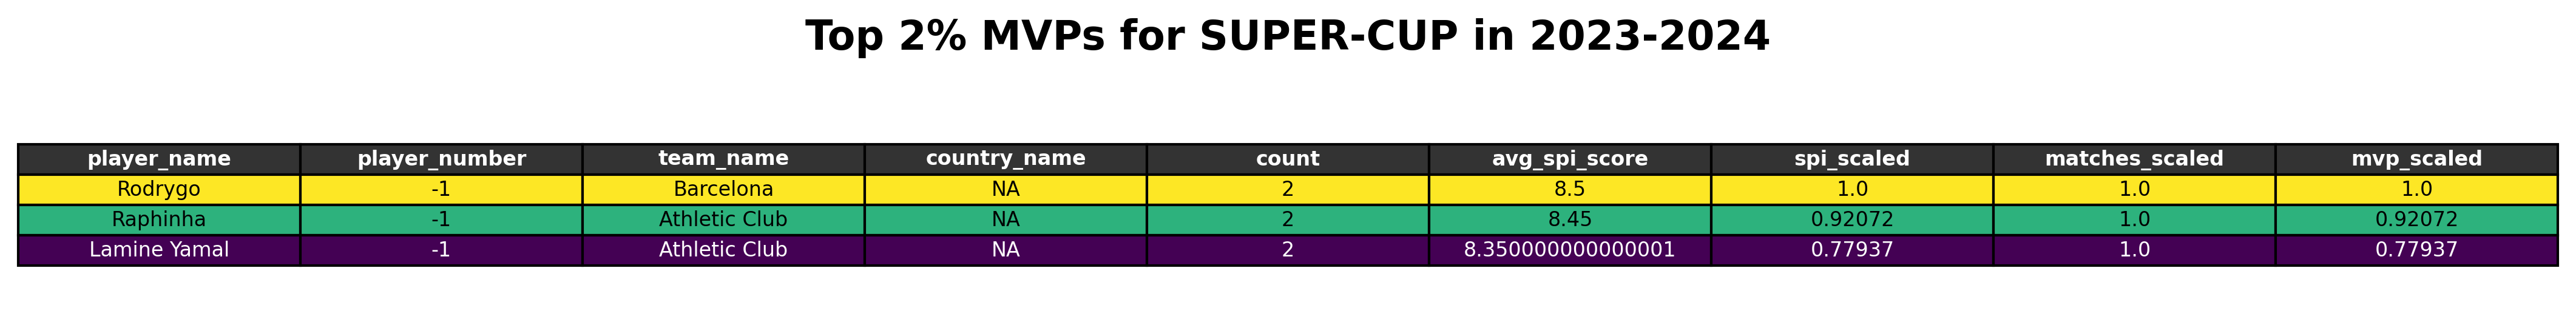 Top 2% MVPs for SUPER-CUP in 2023-2024
player_name player_number team_name country_name count avg_spi_score spi_scaled matches_scaled mvp_scaled
Rodrygo -1 Barcelona NA 2 8.5 1.0 1.0 1.0
Raphinha -1 Athletic Club NA 2 8.45 0.92072 1.0 0.92072
Lamine Yamal -1 Athletic Club NA 2 8.350000000000001 0.77937 1.0 0.77937